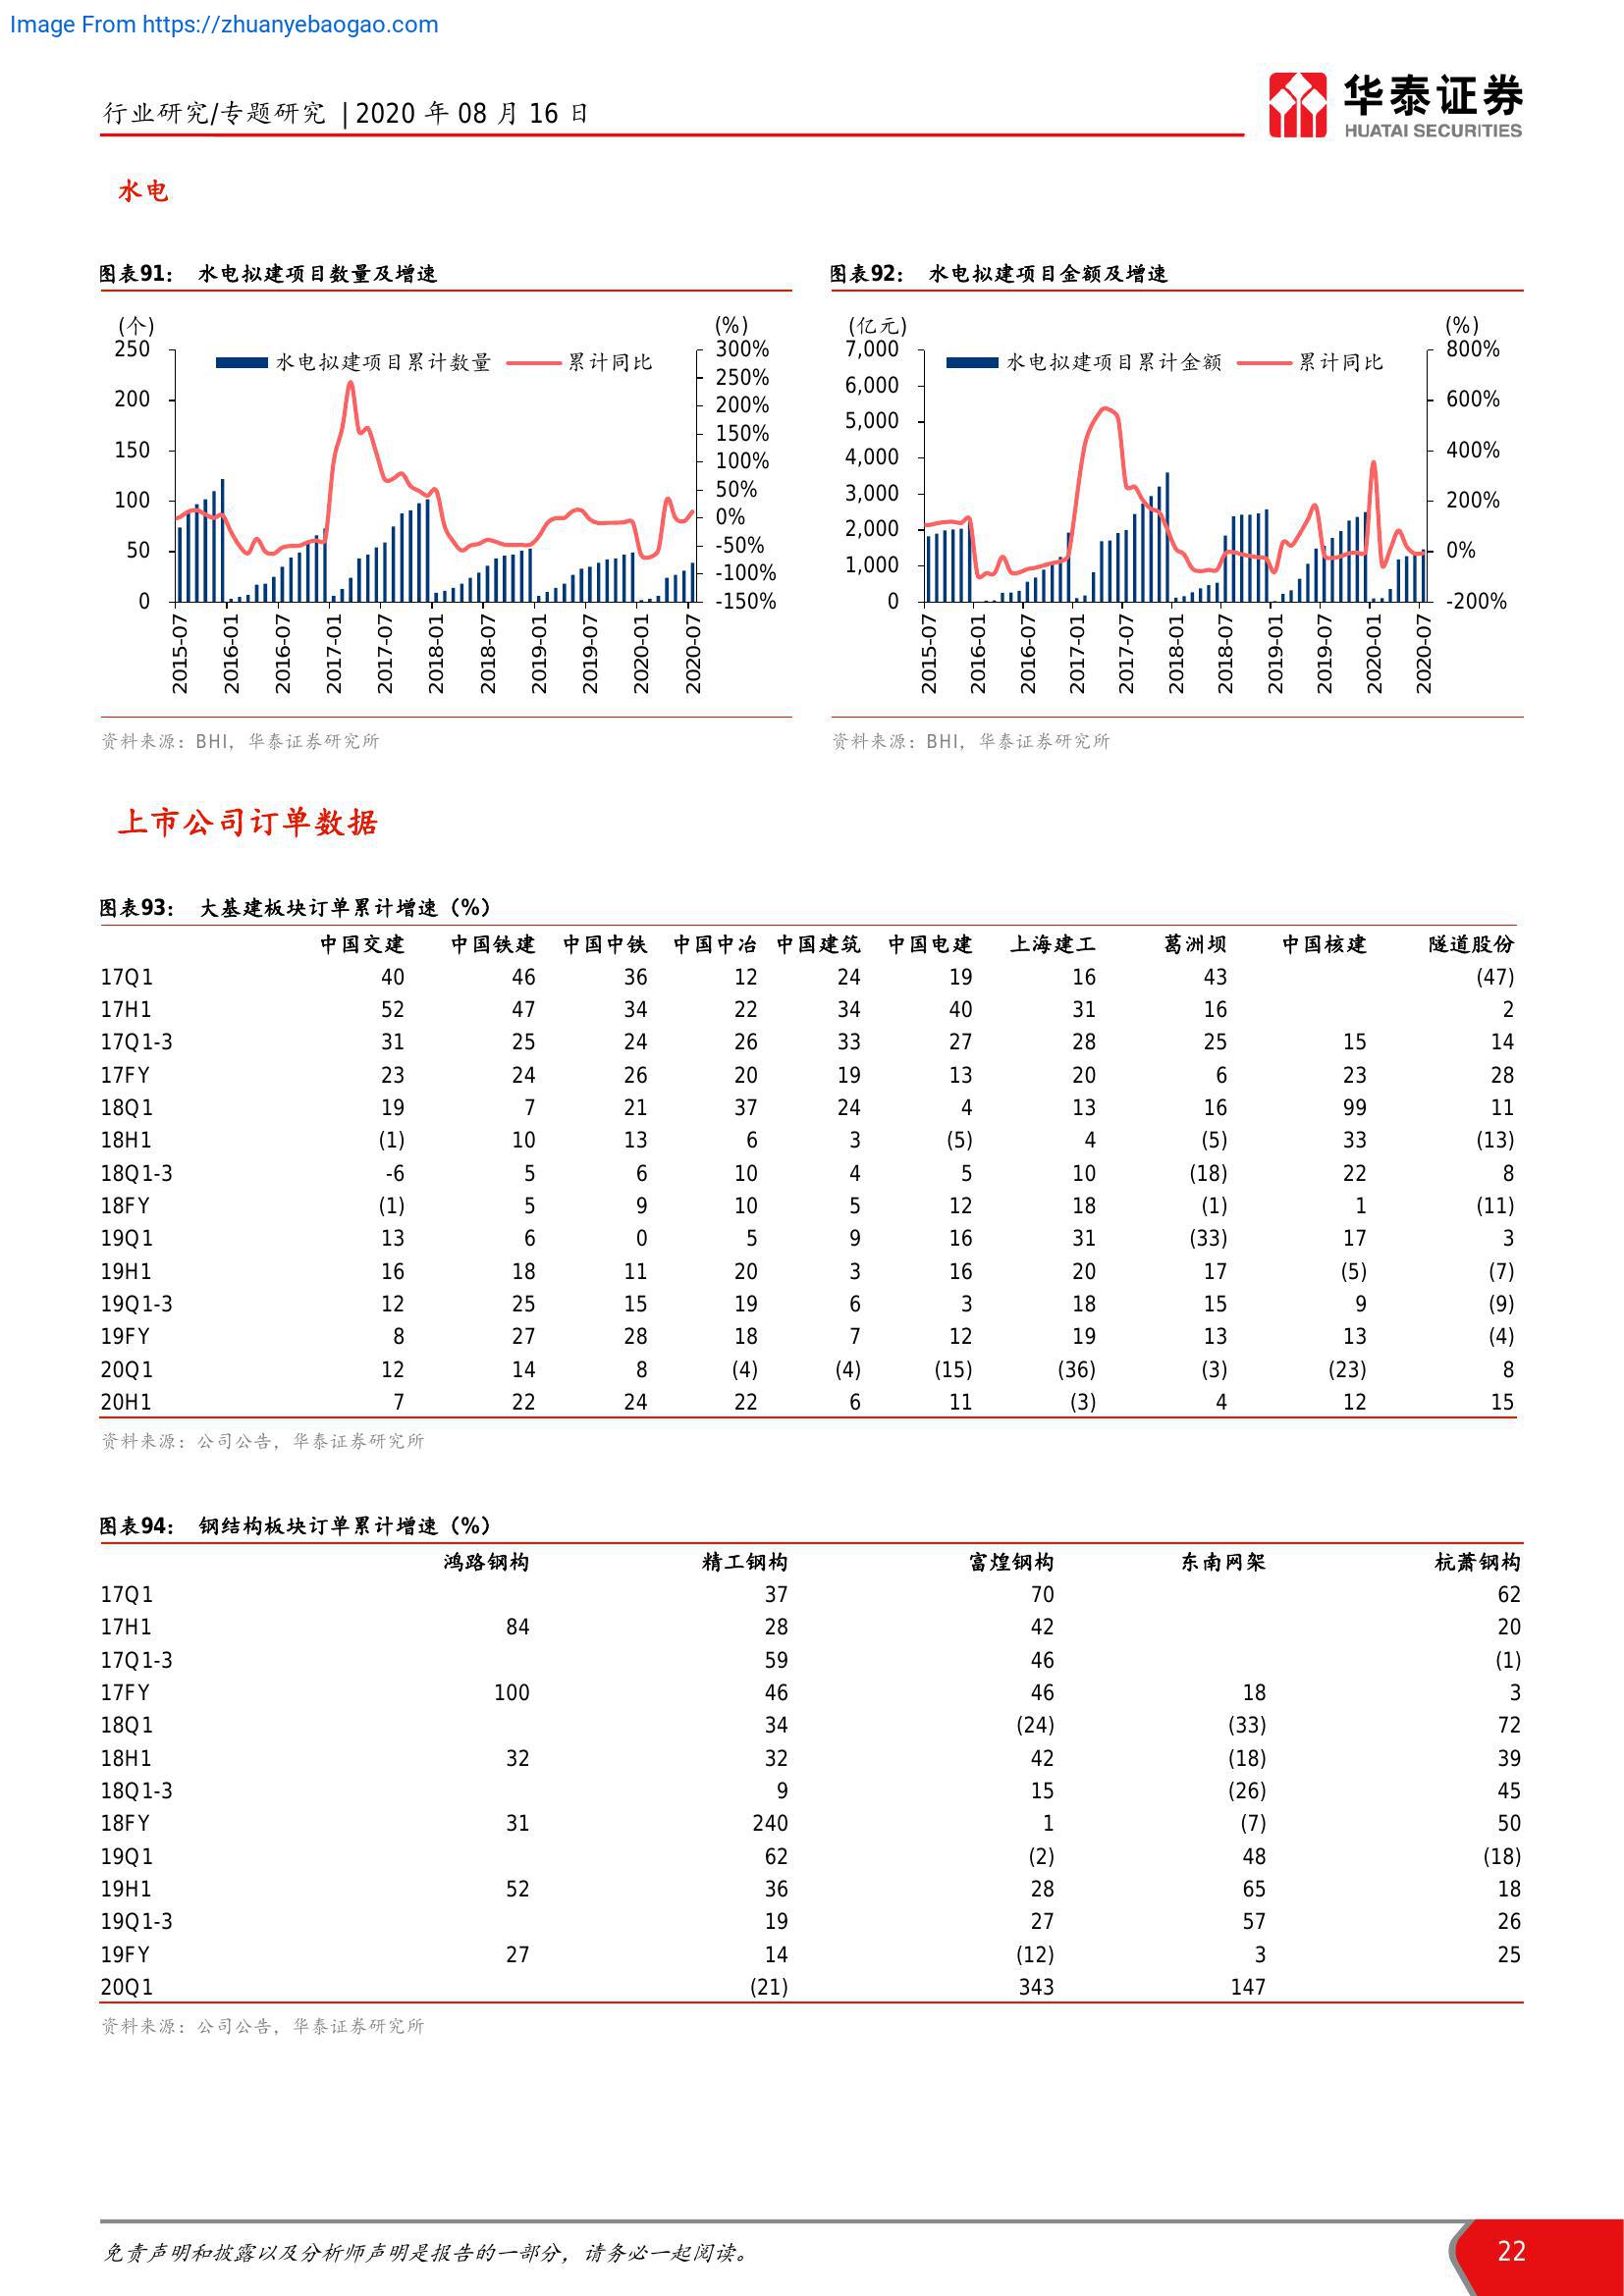 Image From https://zhuanyebaogao.com
行业研究/专题研究 | 2020 年 08 月 16 日
华泰证券
HUATAI SECURITIES
水电
图表91： 水电拟建项目数量及增速
(个) (%)
水电拟建项目累计数量 累计同比
250 300%
250%
200 200%
150 150%
100%
100 50%
0%
50 -50%
-100%
0 -150%
2015-07 2016-01 2016-07 2017-01 2017-07 2018-01 2018-07 2019-01 2019-07 2020-01 2020-07
资料来源：BHI，华泰证券研究所
图表92： 水电拟建项目金额及增速
(亿元) (%)
水电拟建项目累计金额 累计同比
7,000 800%
6,000 600%
5,000
4,000 400%
3,000 200%
2,000 0%
1,000
0 -200%
2015-07 2016-01 2016-07 2017-01 2017-07 2018-01 2018-07 2019-01 2019-07 2020-01 2020-07
资料来源：BHI，华泰证券研究所
上市公司订单数据
图表93： 大基建板块订单累计增速（%）
中国交建 中国铁建 中国中铁 中国中冶 中国建筑 中国电建 上海建工 葛洲坝 中国核建 隧道股份
17Q1 40 46 36 12 24 19 16 43 (47)
17H1 52 47 34 22 34 40 31 16 2
17Q1-3 31 25 24 26 33 27 28 25 15 14
17FY 23 24 26 20 19 13 20 6 23 28
18Q1 19 7 21 37 24 4 13 16 99 11
18H1 (1) 10 13 6 3 (5) 4 (5) 33 (13)
18Q1-3 -6 5 6 10 4 5 10 (18) 22 8
18FY (1) 5 9 10 5 12 18 (1) 1 (11)
19Q1 13 6 0 5 9 16 31 (33) 17 3
19H1 16 18 11 20 3 16 20 17 (5) (7)
19Q1-3 12 25 15 19 6 3 18 15 9 (9)
19FY 8 27 28 18 7 12 19 13 13 (4)
20Q1 12 14 8 (4) (4) (15) (36) (3) (23) 8
20H1 7 22 24 22 6 11 (3) 4 12 15
资料来源：公司公告，华泰证券研究所
图表94： 钢结构板块订单累计增速（%）
鸿路钢构 精工钢构 富煌钢构 东南网架 杭萧钢构
17Q1 37 70 62
17H1 84 28 42 20
17Q1-3 59 46 (1)
17FY 100 46 46 18 3
18Q1 34 (24) (33) 72
18H1 32 32 42 (18) 39
18Q1-3 9 15 (26) 45
18FY 31 240 1 (7) 50
19Q1 62 (2) 48 (18)
19H1 52 36 28 65 18
19Q1-3 19 27 57 26
19FY 27 14 (12) 3 25
20Q1 (21) 343 147
资料来源：公司公告，华泰证券研究所
免责声明和披露以及分析师声明是报告的一部分，请务必一起阅读。
22